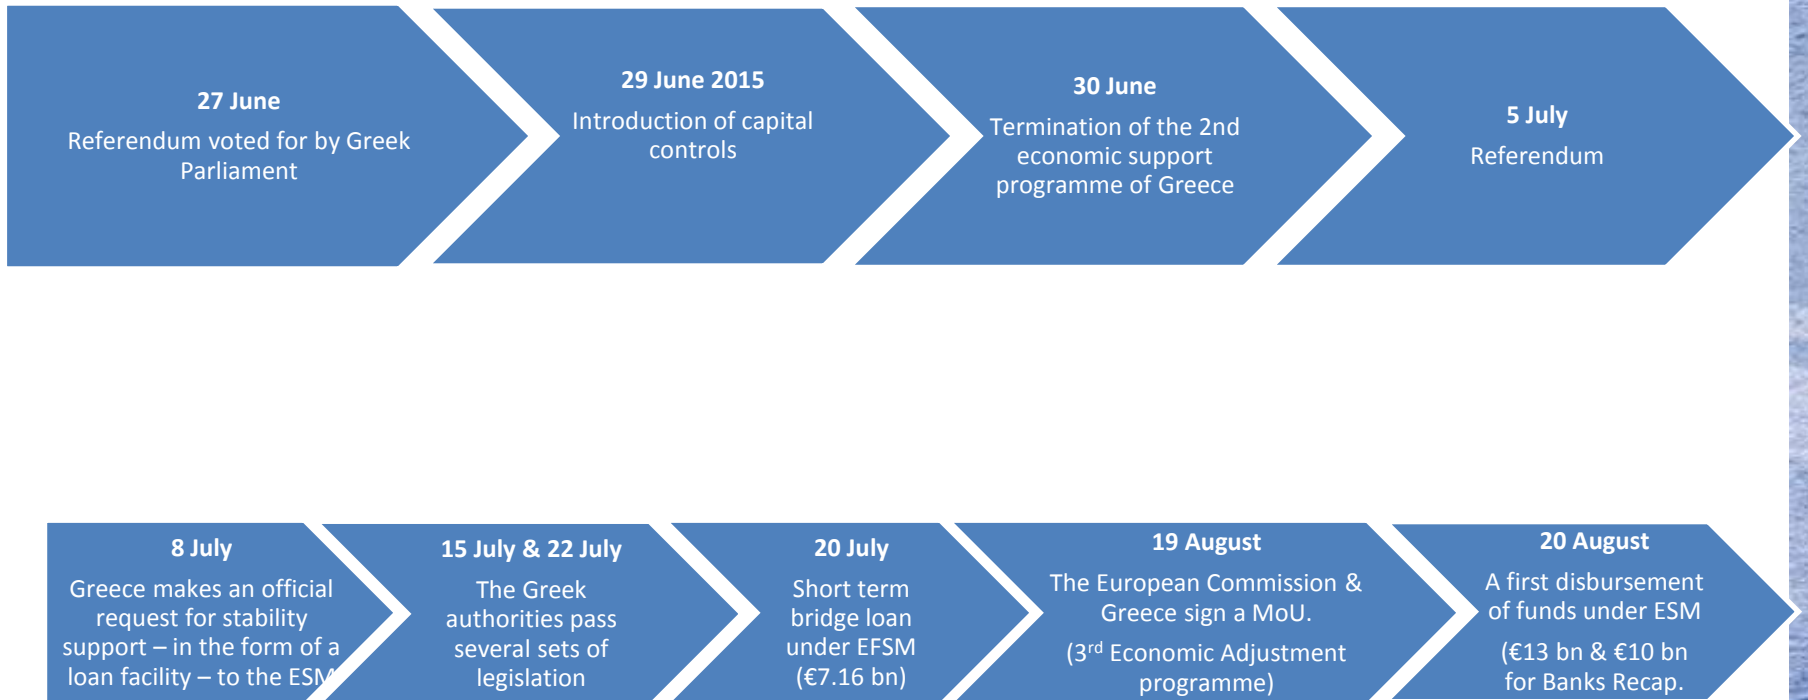 27 June
Referendum voted for by Greek
Parliament
29 June 2015
Introduction of capital
controls
30 June
Termination of the 2nd
economic support
programme of Greece
5 July
Referendum
8 July
Greece makes an official
request for stability
support – in the form of a
loan facility – to the ESM
15 July & 22 July
The Greek
authorities pass
several sets of
legislation
20 July
Short term
bridge loan
under EFSM
(€7.16 bn)
19 August
The European Commission &
Greece sign a MoU.
(3rd Economic Adjustment
programme)
20 August
A first disbursement
of funds under ESM
(€13 bn & €10 bn
for Banks Recap.